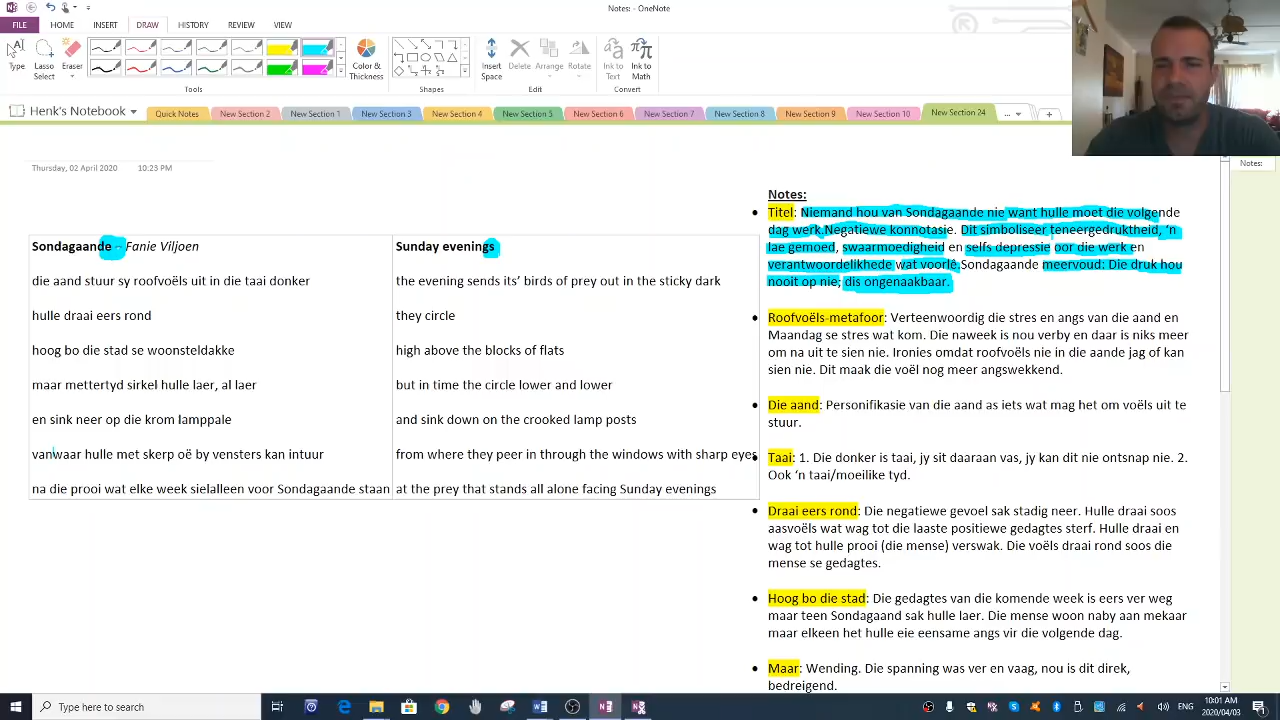 Notes: - OneNote
FILE HOME INSERT DRAW HISTORY REVIEW VIEW
Type Lasso Select Eraser Color & Thickness Insert Space Delete Arrange Rotate Ink to Text Ink to Math
Tools Shapes Edit Convert
Henk's Notebook Quick Notes New Section 2 New Section 1 New Section 3 New Section 4 New Section 5 New Section 6 New Section 7 New Section 8 New Section 9 New Section 10 New Section 24 ...
Notes:
Thursday, 02 April 2020 10:23 PM
Sondagaande ~ Fanie Viljoen
die aand stuur sy roofvoëls uit in die taai donker
hulle draai eers rond
hoog bo die stad se woonsteldakke
maar mettertyd sirkel hulle laer, al laer
en sink neer op die krom lamppale
vanwaar hulle met skerp oë by vensters kan intuur
na die prooi wat elke week sielalleen voor Sondagaande staan
Sunday evenings
the evening sends its' birds of prey out in the sticky dark
they circle
high above the blocks of flats
but in time the circle lower and lower
and sink down on the crooked lamp posts
from where they peer in through the windows with sharp eyes
at the prey that stands all alone facing Sunday evenings
Notes:
• Titel: Niemand hou van Sondagaande nie want hulle moet die volgende
dag werk.Negatiewe konnotasie. Dit simboliseer teneergedruktheid, 'n
lae gemoed, swaarmoedigheid en selfs depressie oor die werk en
verantwoordelikhede wat voorlê.Sondagaande meervoud: Die druk hou
nooit op nie; dis ongenaakbaar.
• Roofvoëls-metafoor: Verteenwoordig die stres en angs van die aand en
Maandag se stres wat kom. Die naweek is nou verby en daar is niks meer
om na uit te sien nie. Ironies omdat roofvoëls nie in die aande jag of kan
sien nie. Dit maak die voël nog meer angswekkend.
• Die aand: Personifikasie van die aand as iets wat mag het om voëls uit te
stuur.
• Taai: 1. Die donker is taai, jy sit daaraan vas, jy kan dit nie ontsnap nie. 2.
Ook 'n taai/moeilike tyd.
• Draai eers rond: Die negatiewe gevoel sak stadig neer. Hulle draai soos
aasvoëls wat wag tot die laaste positiewe gedagtes sterf. Hulle draai en
wag tot hulle prooi (die mense) verswak. Die voëls draai rond soos die
mense se gedagtes.
• Hoog bo die stad: Die gedagtes van die komende week is eers ver weg
maar teen Sondagaand sak hulle laer. Die mense woon naby aan mekaar
maar elkeen het hulle eie eensame angs vir die volgende dag.
• Maar: Wending. Die spanning was ver en vaag, nou is dit direk,
bedreigend.
Type here to search
10:01 AM
2020/04/03